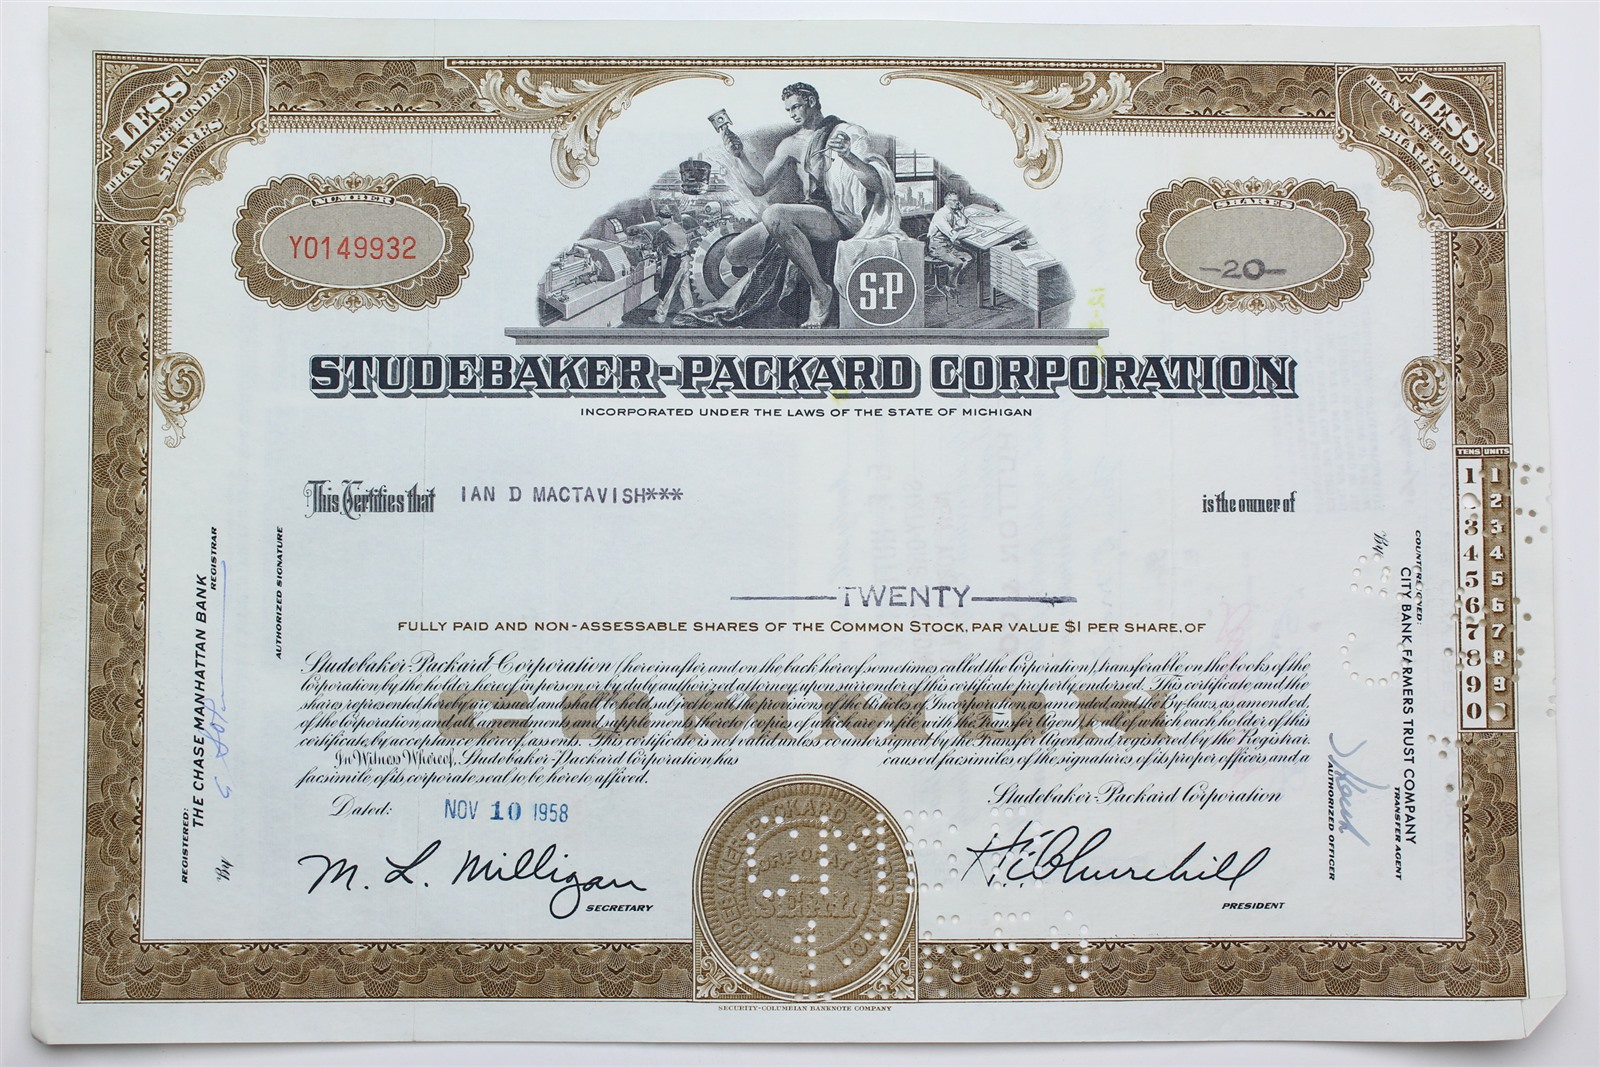 LESS
THAN ONE HUNDRED
SHARES
LESS
THAN ONE HUNDRED
SHARES
NUMBER
Y0149932
SHARES
—20—
S·P
STUDEBAKER-PACKARD CORPORATION
INCORPORATED UNDER THE LAWS OF THE STATE OF MICHIGAN
This Certifies that IAN D MACTAVISH*** is the owner of
TWENTY
FULLY PAID AND NON-ASSESSABLE SHARES OF THE COMMON STOCK, PAR VALUE $1 PER SHARE, OF
COMMON
Studebaker-Packard Corporation (hereinafter and on the back hereof sometimes called the Corporation), transferable on the books of the
Corporation by the holder hereof in person or by duly authorized attorney upon surrender of this certificate properly endorsed. This certificate and the
shares represented hereby are issued and shall be held subject to all the provisions of the Articles of Incorporation, as amended, and the By-laws, as amended,
of the Corporation and all amendments and supplements thereto (copies of which are on file with the Transfer Agent), to all of which each holder of this
certificate, by acceptance hereof, assents. This certificate is not valid unless countersigned by the Transfer Agent and registered by the Registrar.
In Witness Whereof, Studebaker-Packard Corporation has caused facsimiles of the signatures of its proper officers and a
facsimile of its corporate seal to be hereto affixed.
Dated: NOV 10 1958
Studebaker-Packard Corporation
M. L. Milligan
SECRETARY
H. E. Churchill
PRESIDENT
STUDEBAKER-PACKARD CORPORATION
CORPORATE
SEAL
SECURITY-COLUMBIAN BANKNOTE COMPANY
REGISTERED:
THE CHASE MANHATTAN BANK
REGISTRAR
By
AUTHORIZED SIGNATURE
COUNTERSIGNED:
CITY BANK FARMERS TRUST COMPANY
TRANSFER AGENT
By
AUTHORIZED OFFICER
TENS UNITS
1 1
2
3 3
4 4
5 5
6 6
7 7
8 8
9 9
0